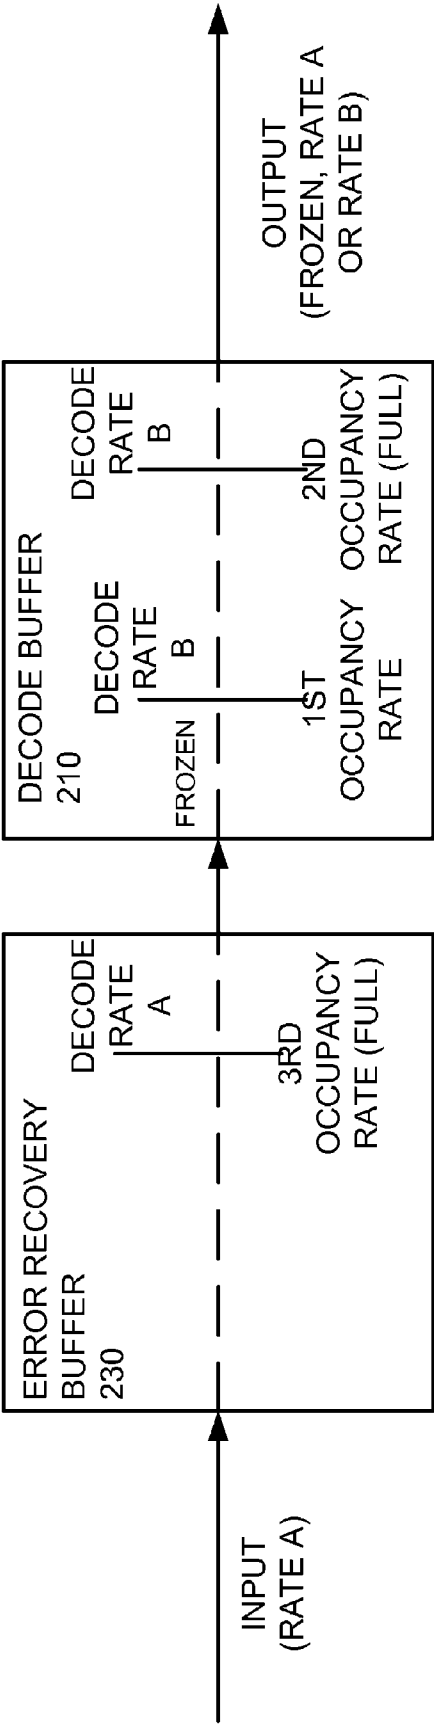 INPUT
(RATE A)
ERROR RECOVERY
BUFFER
230
DECODE
RATE
A
3RD
OCCUPANCY
RATE (FULL)
DECODE BUFFER
210
FROZEN
DECODE
RATE
B
1ST
OCCUPANCY
RATE
DECODE
RATE
B
2ND
OCCUPANCY
RATE (FULL)
OUTPUT
(FROZEN, RATE A
OR RATE B)